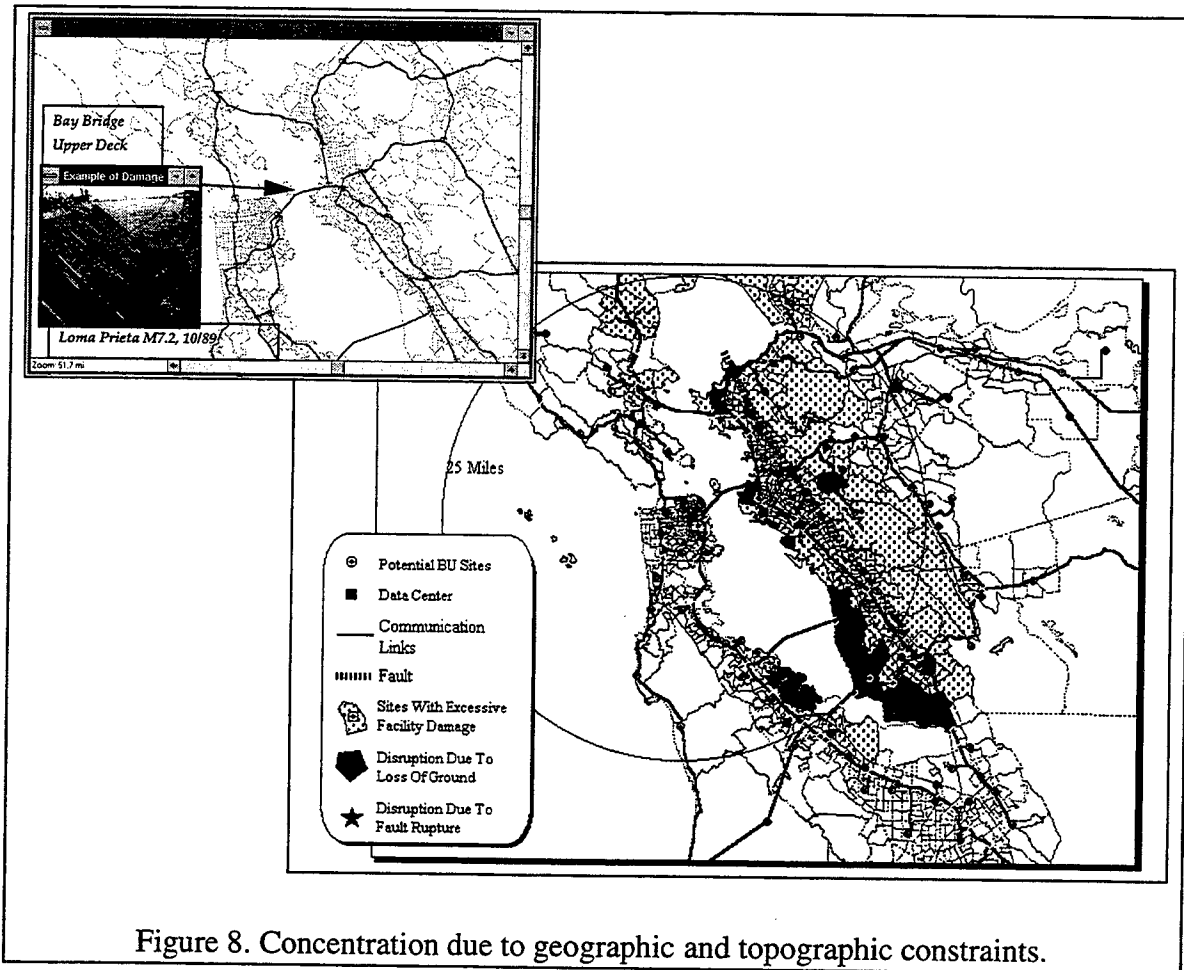 Bay Bridge
Upper Deck
Example of Damage
Loma Prieta M7.2, 10/89
Zoom: 51.7 mi
25 Miles
Potential BU Sites
Data Center
Communication
Links
Fault
Sites With Excessive
Facility Damage
Disruption Due To
Loss Of Ground
Disruption Due To
Fault Rupture
Figure 8. Concentration due to geographic and topographic constraints.